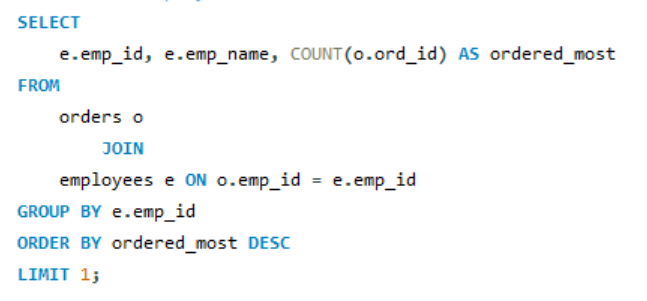 SELECT
    e.emp_id, e.emp_name, COUNT(o.ord_id) AS ordered_most
FROM
    orders o
        JOIN
    employees e ON o.emp_id = e.emp_id
GROUP BY e.emp_id
ORDER BY ordered_most DESC
LIMIT 1;